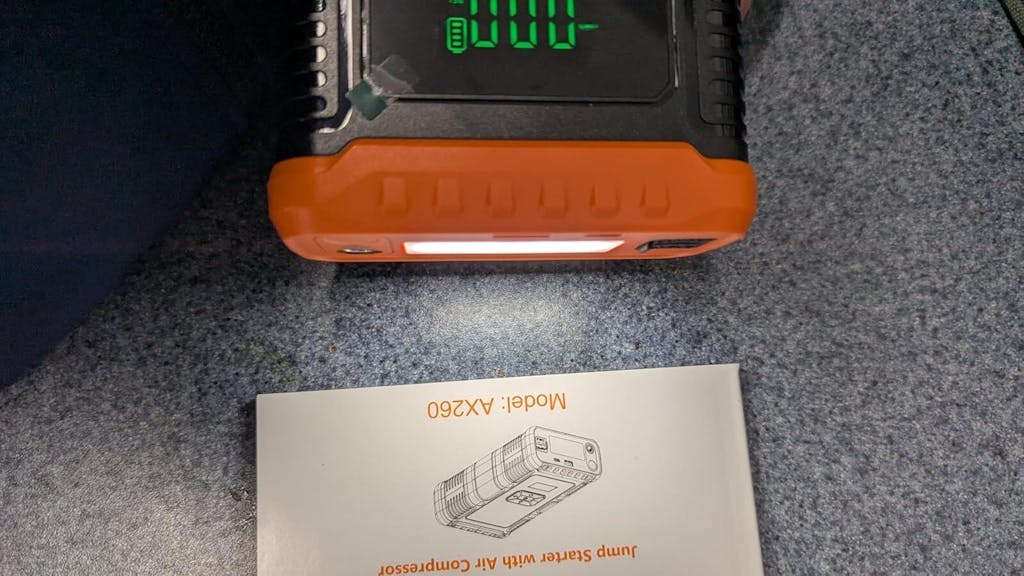 000
Jump Starter with Air Compressor
Model: AX260